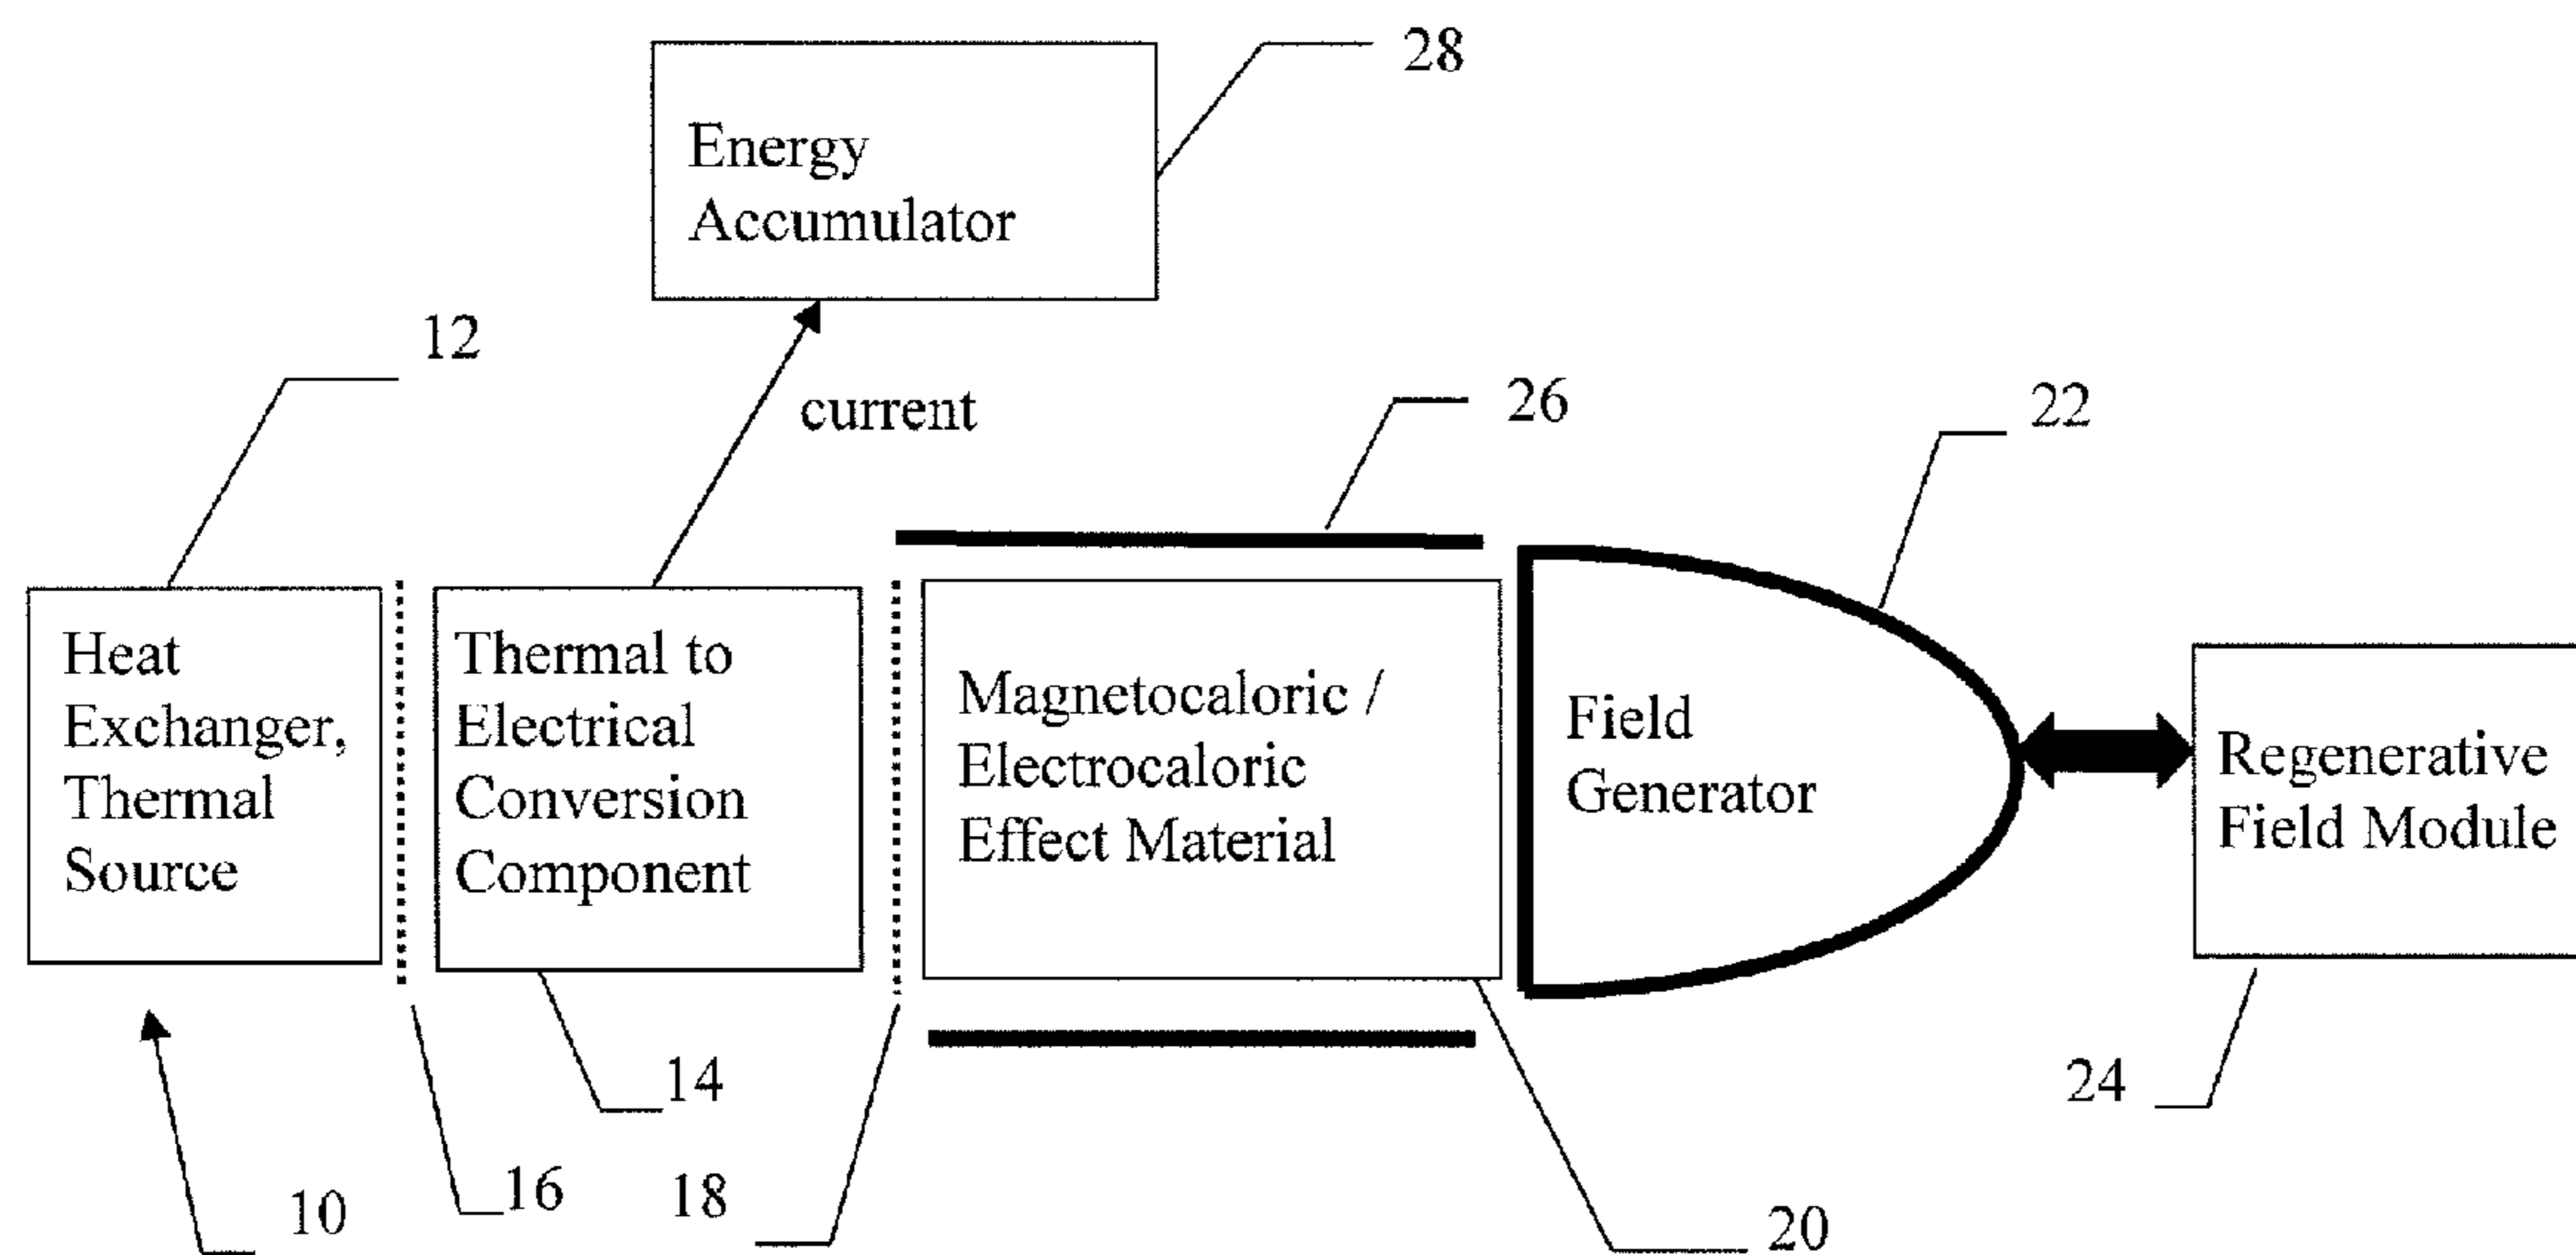 28
Energy
Accumulator
12
current
26
22
Heat
Exchanger,
Thermal
Source
Thermal to
Electrical
Conversion
Component
Magnetocaloric /
Electrocaloric
Effect Material
Field
Generator
Regenerative
Field Module
14
24
16
18
10
20